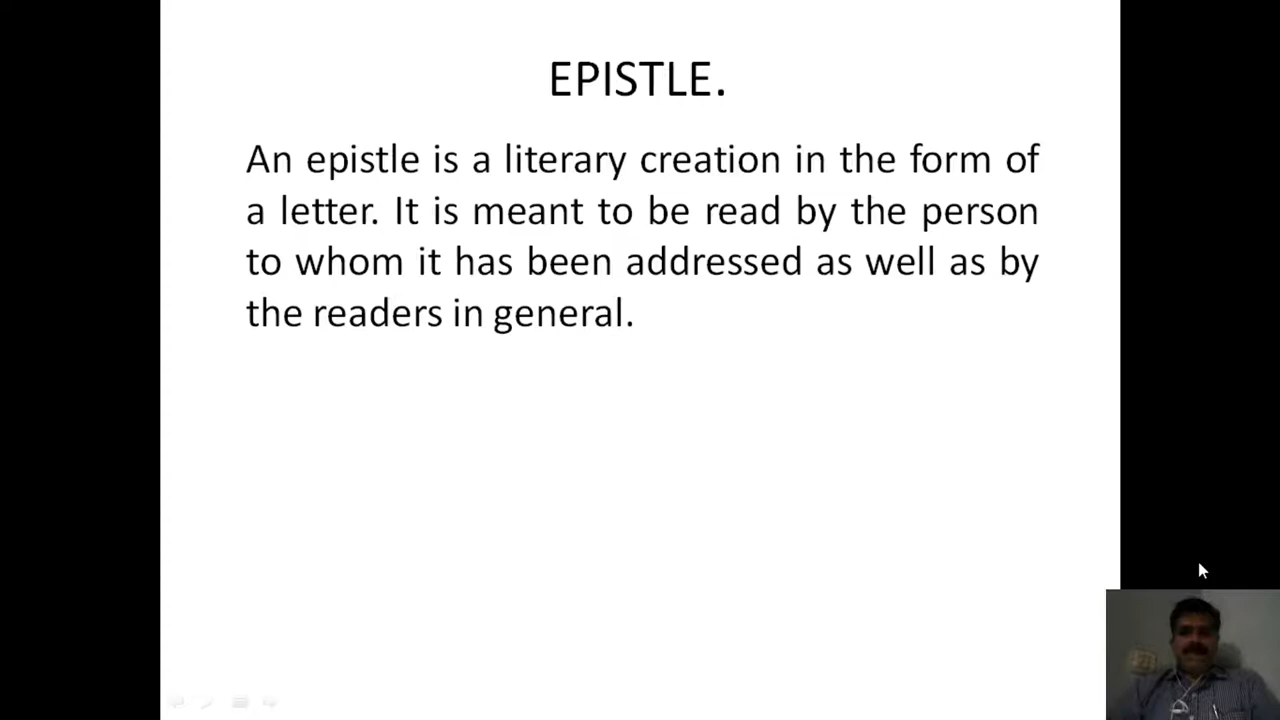 EPISTLE.
An epistle is a literary creation in the form of
a letter. It is meant to be read by the person
to whom it has been addressed as well as by
the readers in general.